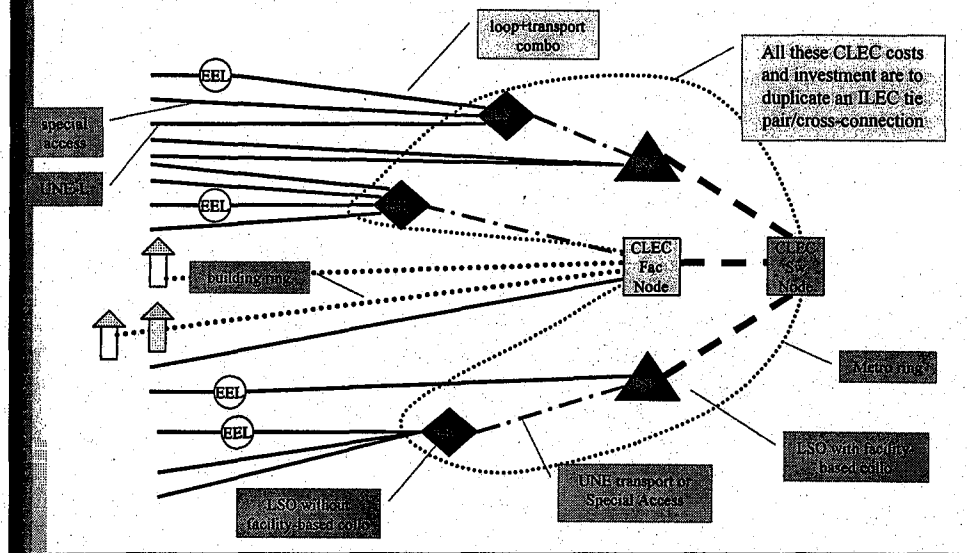 loop+transport
combo
All these CLEC costs
and investment are to
duplicate an ILEC tie
pair/cross-connection
EEL
special
access
UNE-L
EEL
CLEC
Fac
Node
CLEC
Sw
Node
building ring
Metro ring
EEL
EEL
LSO with facility-
based collo
UNE transport or
Special Access
LSO without
facility-based collo